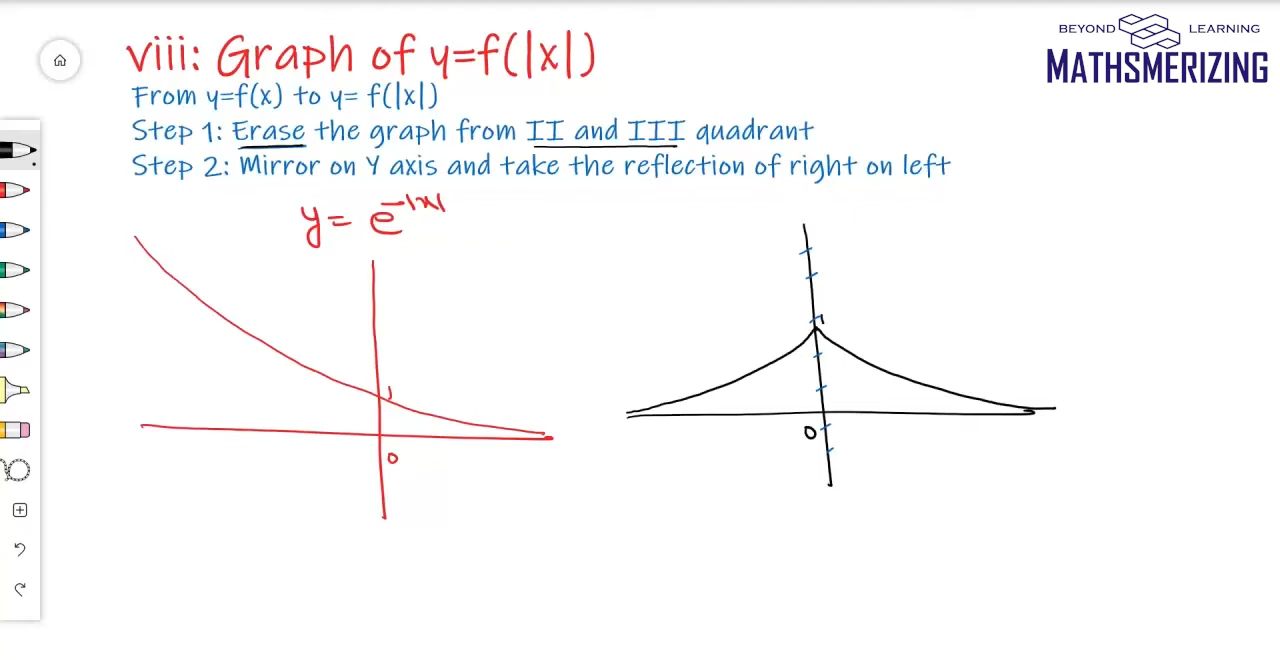 BEYOND LEARNING
MATHSMERIZING
viii: Graph of y=f(|x|)
From y=f(x) to y= f(|x|)
Step 1: Erase the graph from II and III quadrant
Step 2: Mirror on Y axis and take the reflection of right on left
y = e^-|x|
1
0
1
0